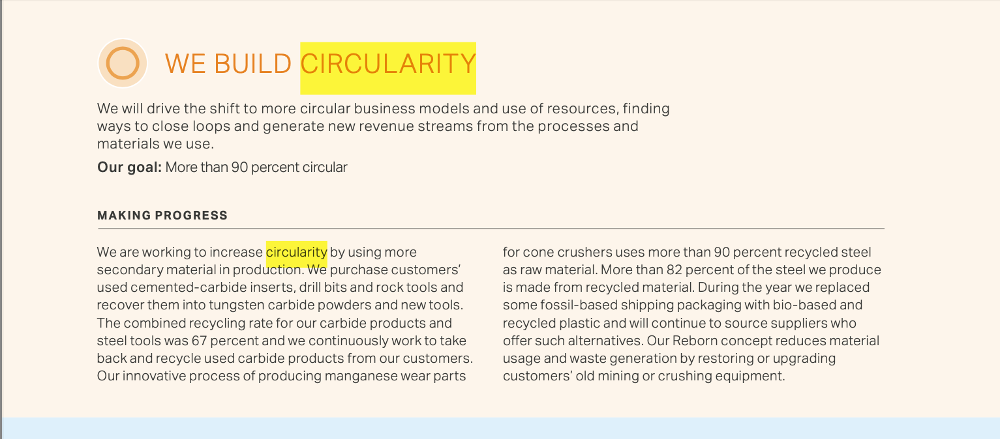 WE BUILD CIRCULARITY
We will drive the shift to more circular business models and use of resources, finding
ways to close loops and generate new revenue streams from the processes and
materials we use.
Our goal: More than 90 percent circular
MAKING PROGRESS
We are working to increase circularity by using more
secondary material in production. We purchase customers’
used cemented-carbide inserts, drill bits and rock tools and
recover them into tungsten carbide powders and new tools.
The combined recycling rate for our carbide products and
steel tools was 67 percent and we continuously work to take
back and recycle used carbide products from our customers.
Our innovative process of producing manganese wear parts
for cone crushers uses more than 90 percent recycled steel
as raw material. More than 82 percent of the steel we produce
is made from recycled material. During the year we replaced
some fossil-based shipping packaging with bio-based and
recycled plastic and will continue to source suppliers who
offer such alternatives. Our Reborn concept reduces material
usage and waste generation by restoring or upgrading
customers’ old mining or crushing equipment.